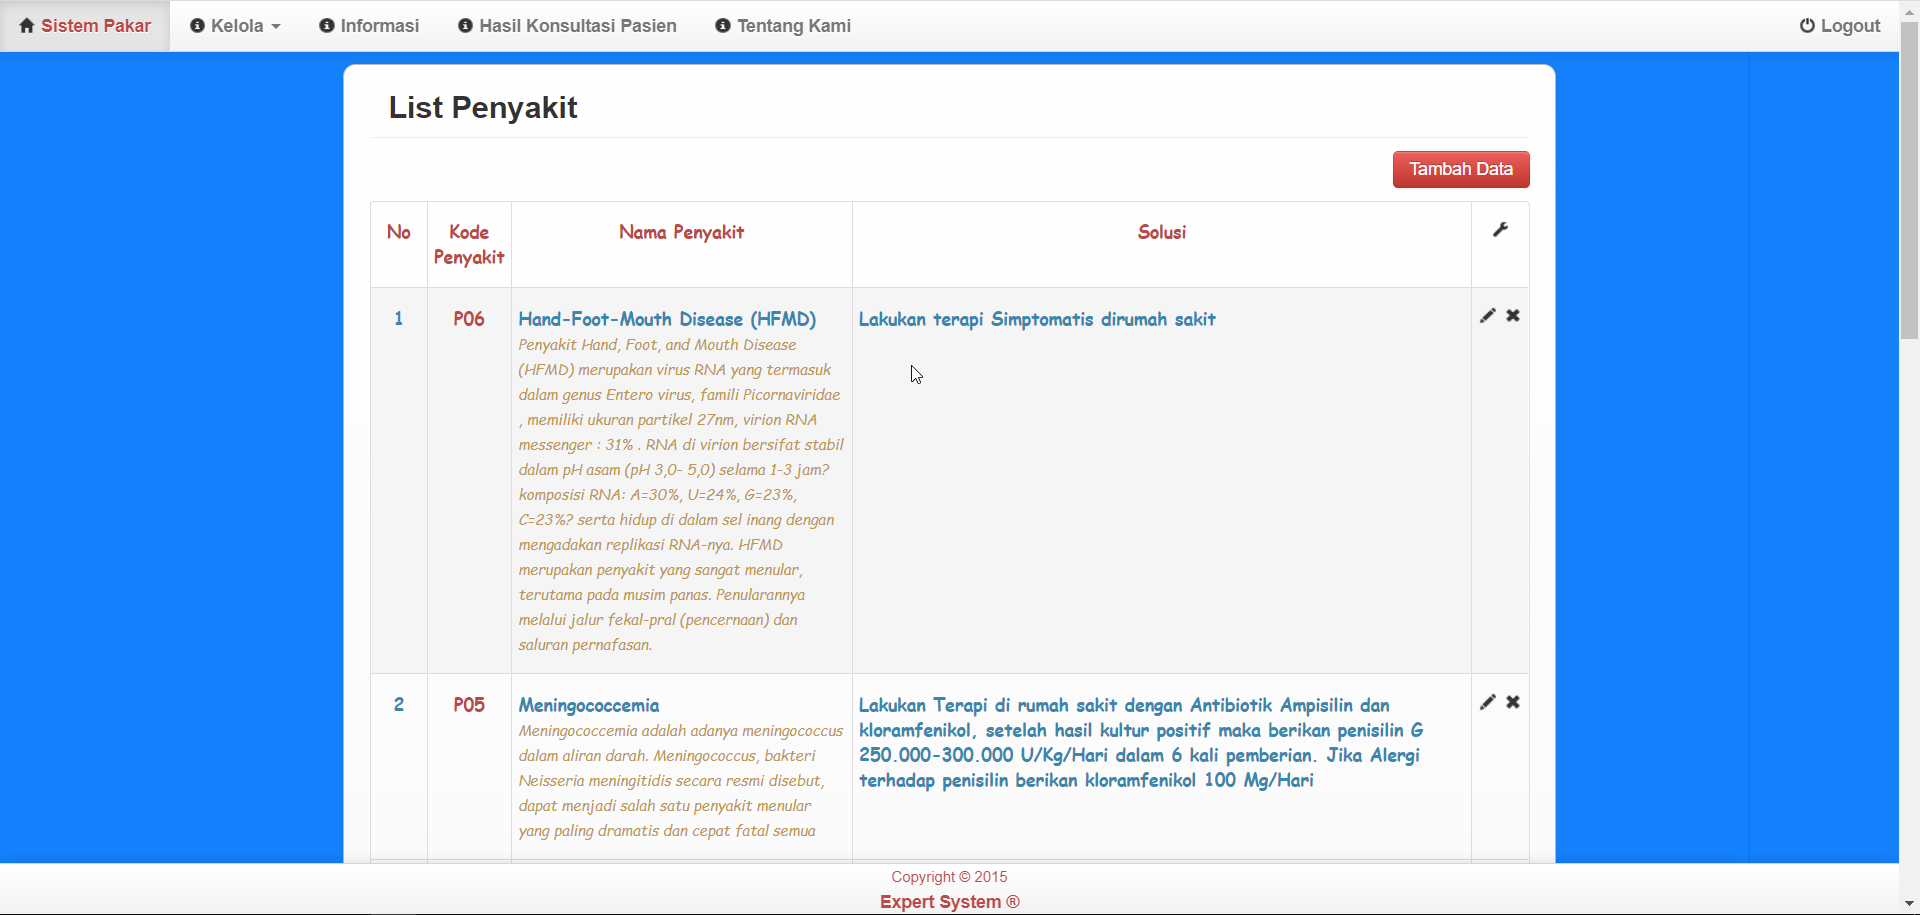 Sistem Pakar Kelola Informasi Hasil Konsultasi Pasien Tentang Kami Logout
List Penyakit
Tambah Data
No Kode Penyakit Nama Penyakit Solusi
1 P06 Hand-Foot-Mouth Disease (HFMD) Lakukan terapi Simptomatis dirumah sakit
Penyakit Hand, Foot, and Mouth Disease
(HFMD) merupakan virus RNA yang termasuk
dalam genus Entero virus, famili Picornaviridae
, memiliki ukuran partikel 27nm, virion RNA
messenger : 31% . RNA di virion bersifat stabil
dalam pH asam (pH 3,0- 5,0) selama 1-3 jam?
komposisi RNA: A=30%, U=24%, G=23%,
C=23%? serta hidup di dalam sel inang dengan
mengadakan replikasi RNA-nya. HFMD
merupakan penyakit yang sangat menular,
terutama pada musim panas. Penularannya
melalui jalur fekal-pral (pencernaan) dan
saluran pernafasan.
2 P05 Meningococcemia
Meningococcemia adalah adanya meningococcus
dalam aliran darah. Meningococcus, bakteri
Neisseria meningitidis secara resmi disebut,
dapat menjadi salah satu penyakit menular
yang paling dramatis dan cepat fatal semua
Lakukan Terapi di rumah sakit dengan Antibiotik Ampisilin dan
kloramfenikol, setelah hasil kultur positif maka berikan penisilin G
250.000-300.000 U/Kg/Hari dalam 6 kali pemberian. Jika Alergi
terhadap penisilin berikan kloramfenikol 100 Mg/Hari
Copyright © 2015
Expert System ®